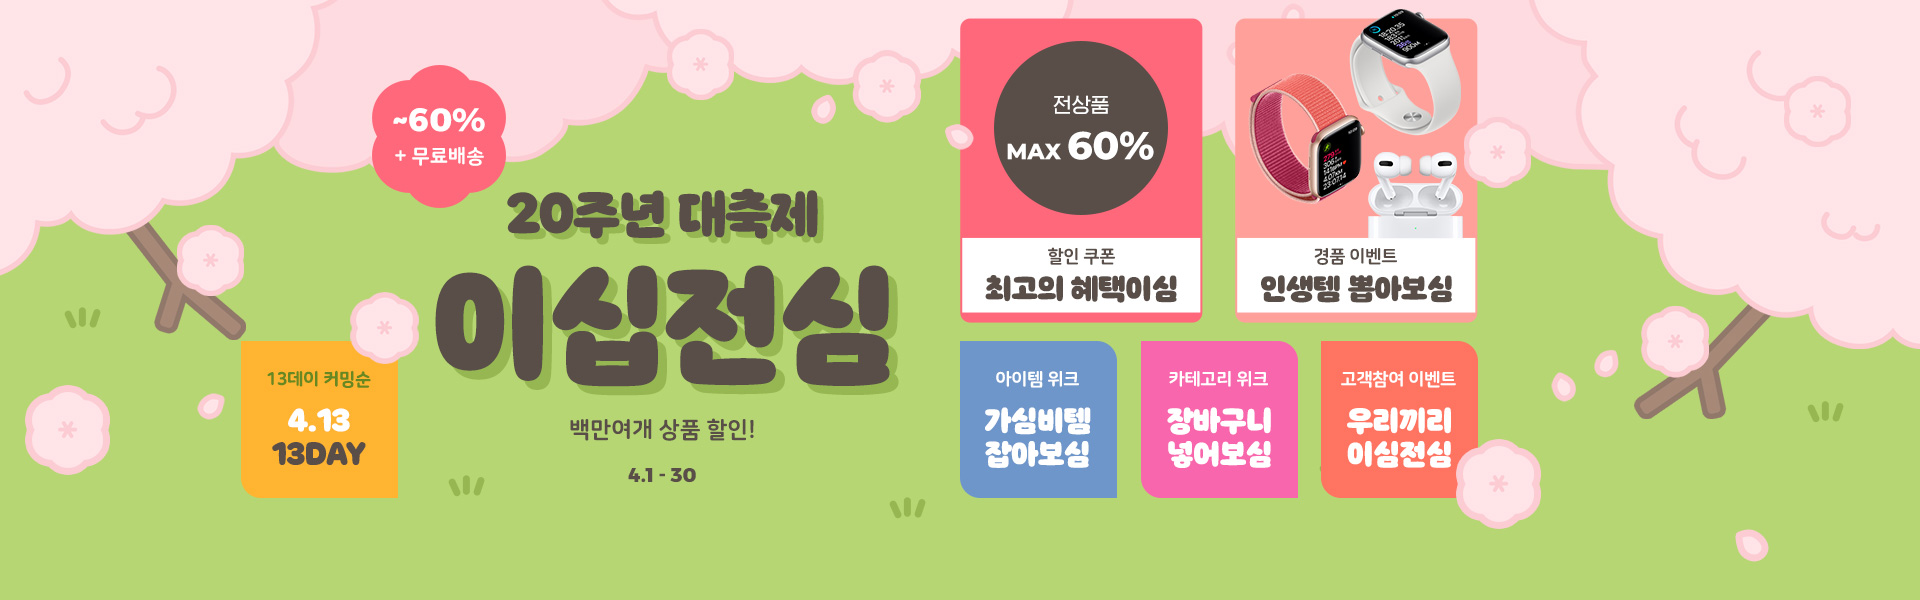 ~60%
+ 무료배송
20주년 대축제
이십전심
백만여개 상품 할인!
4.1 - 30
13데이 커밍순
4.13
13DAY
전상품
MAX 60%
할인 쿠폰
최고의 혜택이심
경품 이벤트
인생템 뽑아보심
아이템 위크
가심비템
잡아보심
카테고리 위크
장바구니
넣어보심
고객참여 이벤트
우리끼리
이심전심